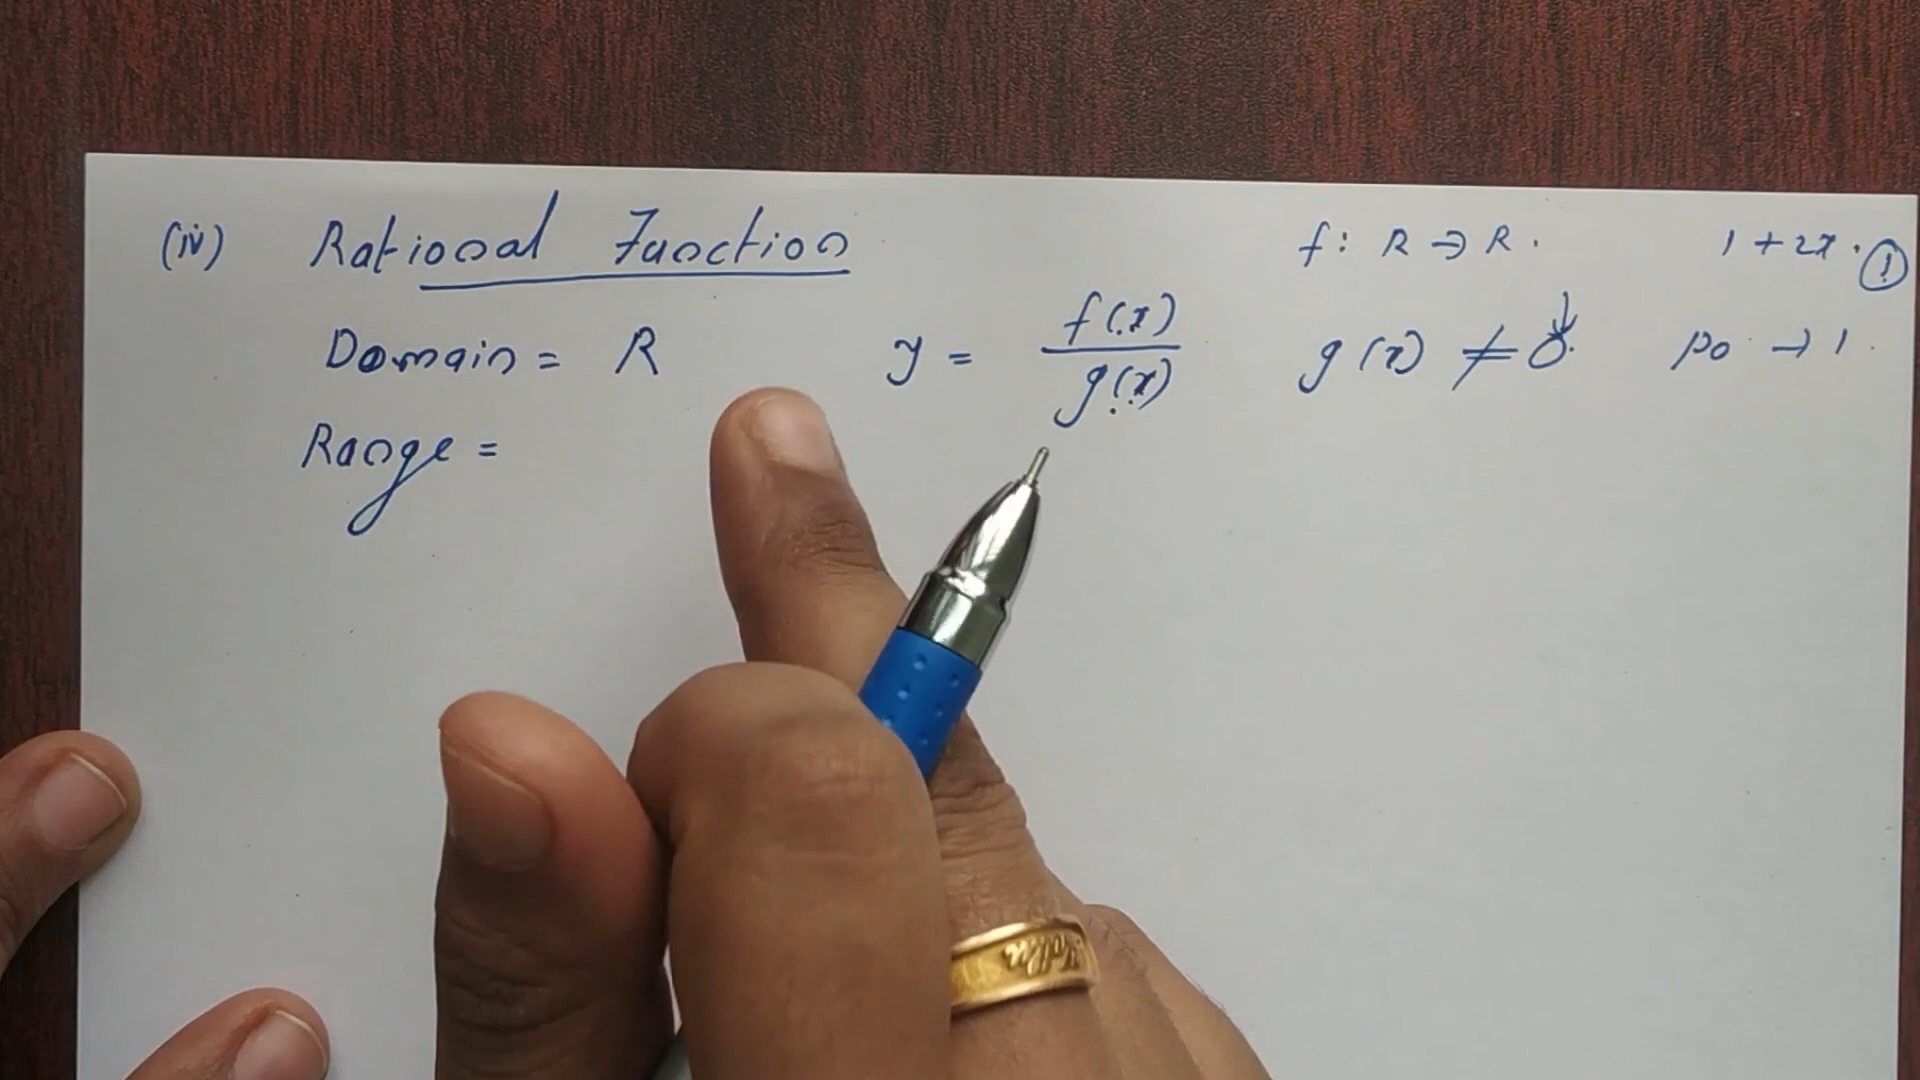 (iv) Rational Function f: R → R. 1 + 2x. ①
Domain = R y = f(x)/g(x) g(x) ≠ 0. po → 1.
Range =